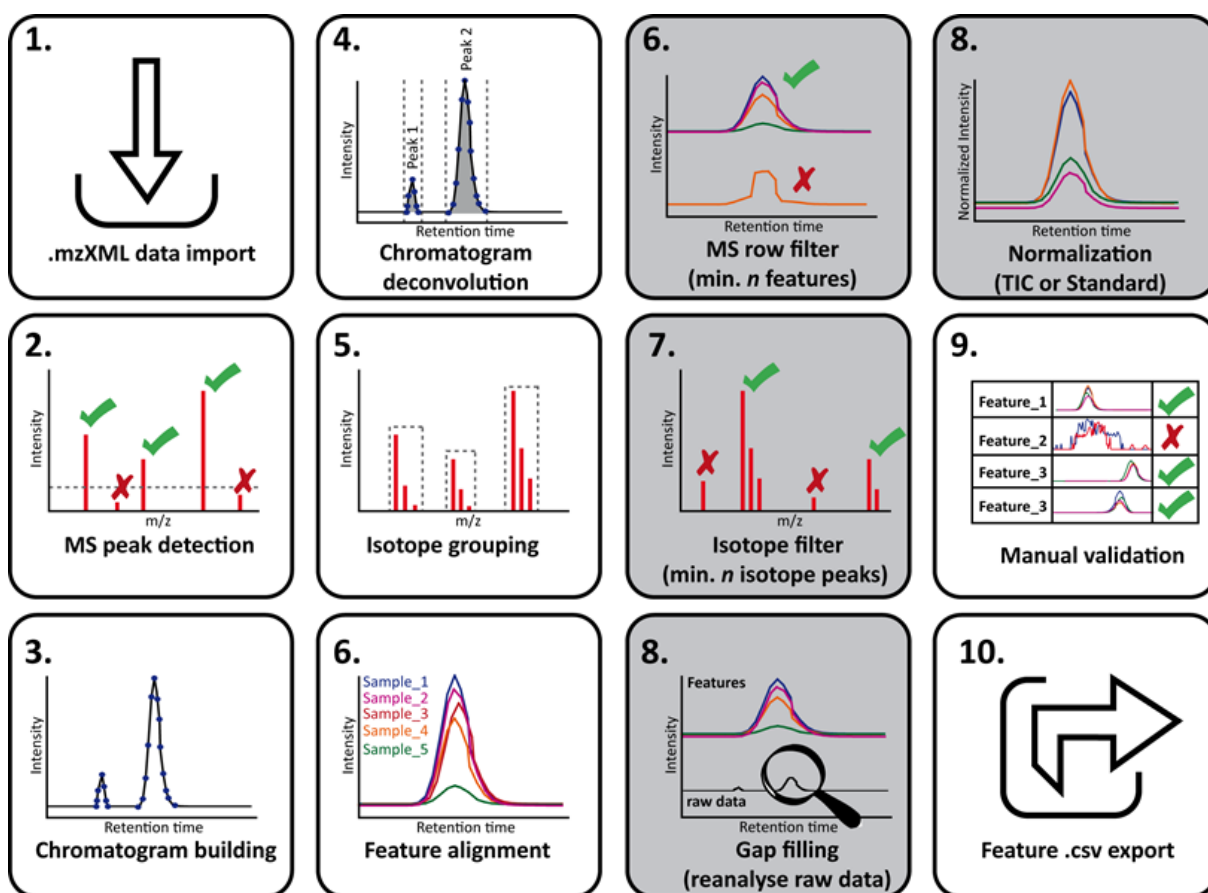 1.
.mzXML data import
2.
Intensity
m/z
MS peak detection
3.
Intensity
Retention time
Chromatogram building
4.
Intensity
Peak 1
Peak 2
Retention time
Chromatogram
deconvolution
5.
Intensity
m/z
Isotope grouping
6.
Sample_1
Sample_2
Sample_3
Sample_4
Sample_5
Intensity
Retention time
Feature alignment
6.
Intensity
Retention time
MS row filter
(min. n features)
7.
Intensity
m/z
Isotope filter
(min. n isotope peaks)
8.
Features
Intensity
raw data
Retention time
Gap filling
(reanalyse raw data)
8.
Normalized Intensity
Retention time
Normalization
(TIC or Standard)
9.
Feature_1
Feature_2
Feature_3
Feature_3
Manual validation
10.
Feature .csv export